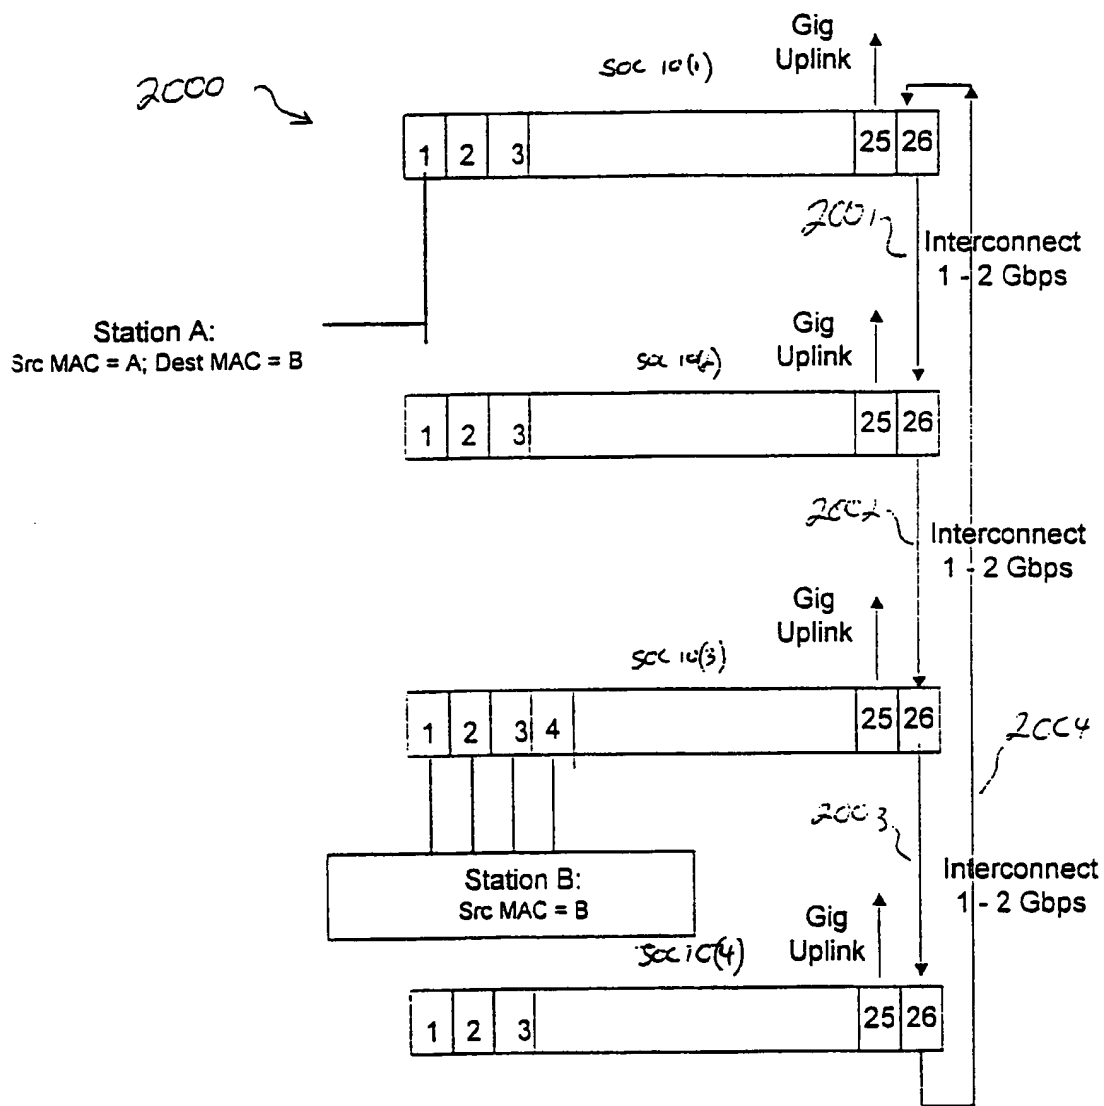 Gig
Uplink
SOC 10(1)
2000
1 2 3 25 26
2001
Interconnect
1 - 2 Gbps
Station A:
Src MAC = A; Dest MAC = B
Gig
Uplink
SOC 10(2)
1 2 3 25 26
2002
Interconnect
1 - 2 Gbps
Gig
Uplink
SOC 10(3)
1 2 3 4 25 26
2004
2003
Interconnect
1 - 2 Gbps
Station B:
Src MAC = B
Gig
Uplink
SOC 10(4)
1 2 3 25 26